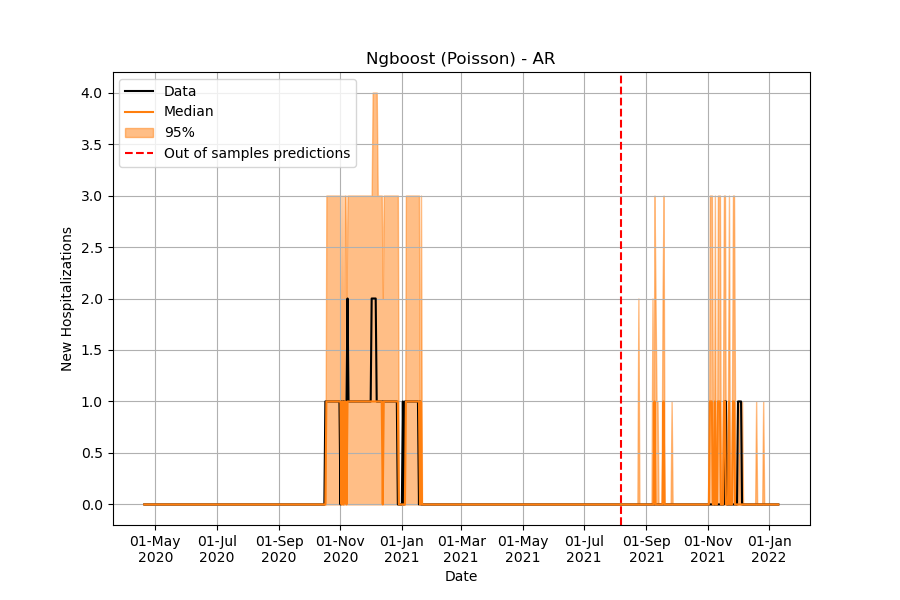 Ngboost (Poisson) - AR
Data
Median
95%
Out of samples predictions
New Hospitalizations
4.0
3.5
3.0
2.5
2.0
1.5
1.0
0.5
0.0
01-May 2020
01-Jul 2020
01-Sep 2020
01-Nov 2020
01-Jan 2021
01-Mar 2021
01-May 2021
01-Jul 2021
01-Sep 2021
01-Nov 2021
01-Jan 2022
Date